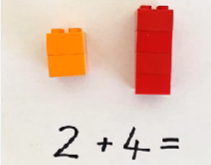 2 + 4 =